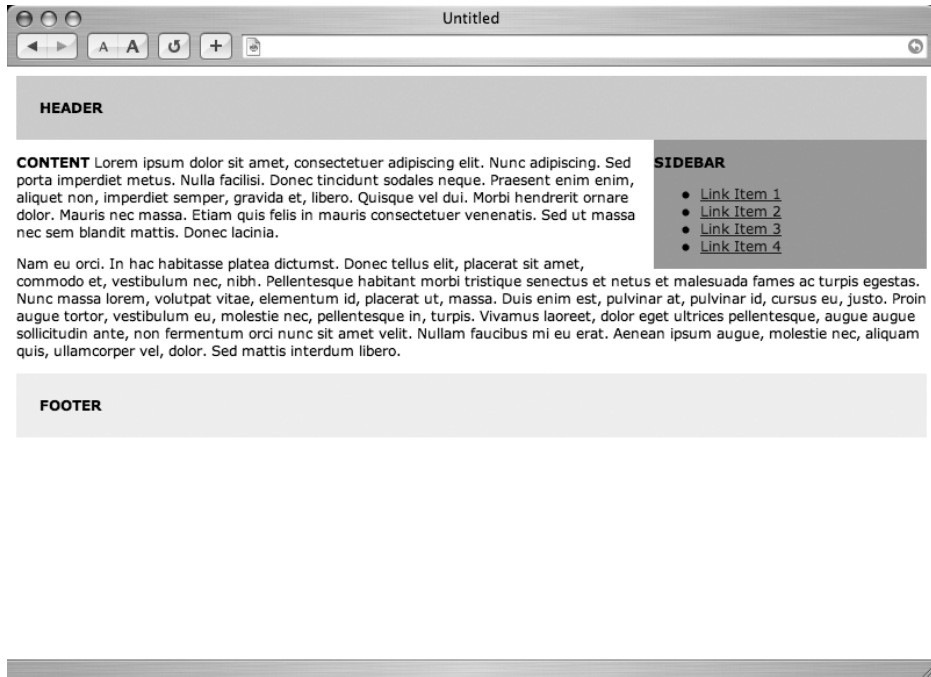 Untitled
A A
HEADER
CONTENT Lorem ipsum dolor sit amet, consectetuer adipiscing elit. Nunc adipiscing. Sed
porta imperdiet metus. Nulla facilisi. Donec tincidunt sodales neque. Praesent enim enim,
aliquet non, imperdiet semper, gravida et, libero. Quisque vel dui. Morbi hendrerit ornare
dolor. Mauris nec massa. Etiam quis felis in mauris consectetuer venenatis. Sed ut massa
nec sem blandit mattis. Donec lacinia.
Nam eu orci. In hac habitasse platea dictumst. Donec tellus elit, placerat sit amet,
commodo et, vestibulum nec, nibh. Pellentesque habitant morbi tristique senectus et netus et malesuada fames ac turpis egestas.
Nunc massa lorem, volutpat vitae, elementum id, placerat ut, massa. Duis enim est, pulvinar at, pulvinar id, cursus eu, justo. Proin
augue tortor, vestibulum eu, molestie nec, pellentesque in, turpis. Vivamus laoreet, dolor eget ultrices pellentesque, augue augue
sollicitudin ante, non fermentum orci nunc sit amet velit. Nullam faucibus mi eu erat. Aenean ipsum augue, molestie nec, aliquam
quis, ullamcorper vel, dolor. Sed mattis interdum libero.
SIDEBAR
• Link Item 1
• Link Item 2
• Link Item 3
• Link Item 4
FOOTER